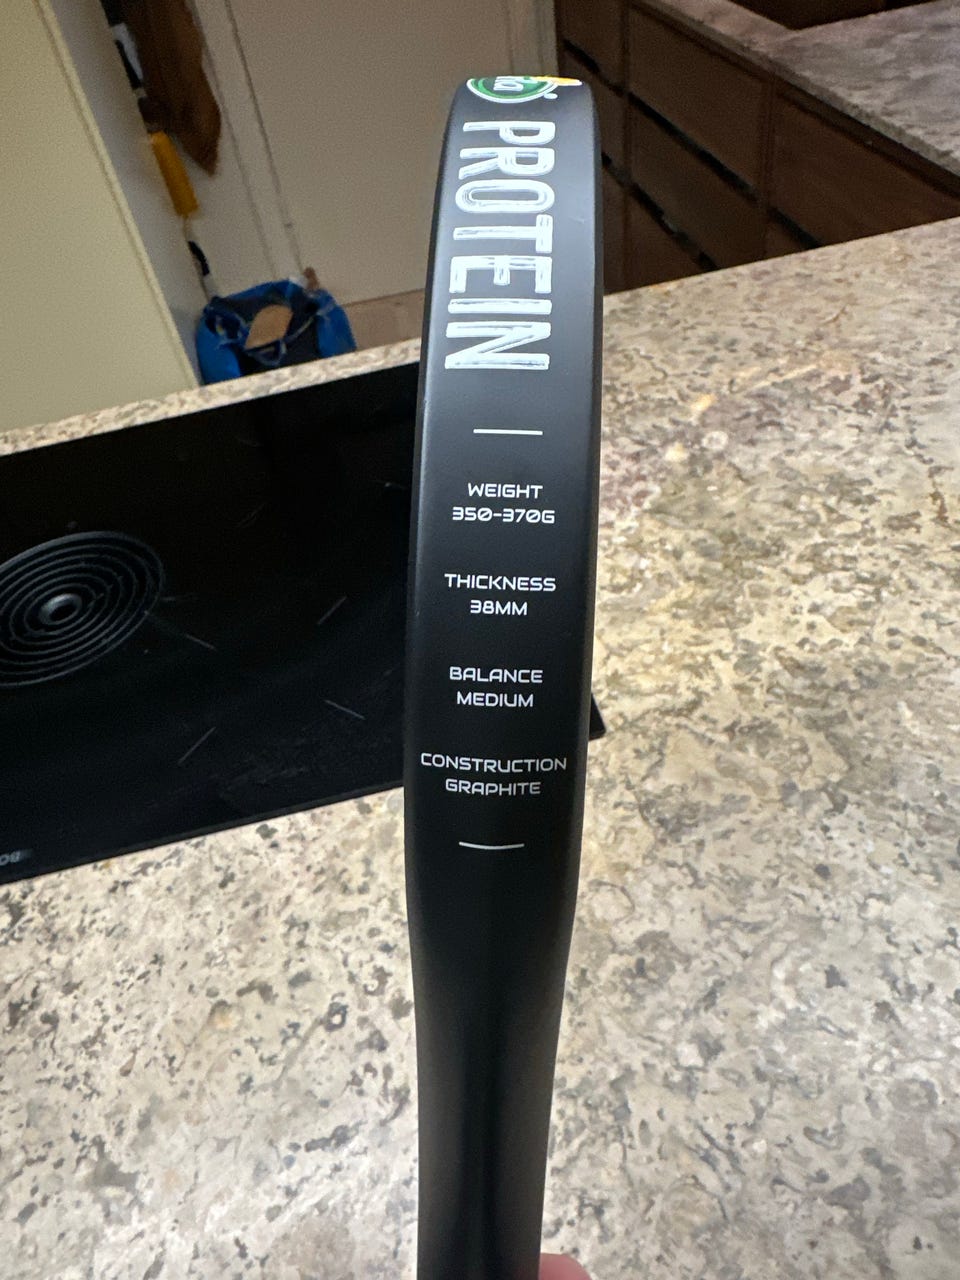 PROTEIN
WEIGHT
350-370G
THICKNESS
38MM
BALANCE
MEDIUM
CONSTRUCTION
GRAPHITE